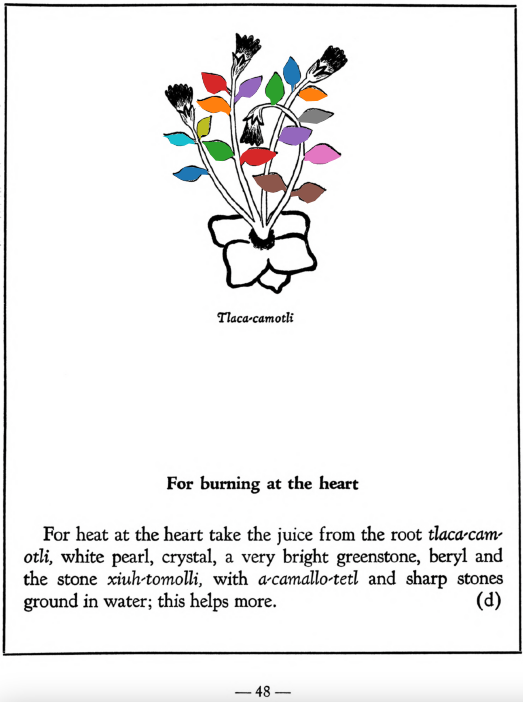 Tlaca-camotli
For burning at the heart
For heat at the heart take the juice from the root tlaca-cam-
otli, white pearl, crystal, a very bright greenstone, beryl and
the stone xiuh-tomolli, with a-camallo-tetl and sharp stones
ground in water; this helps more. (d)
— 48 —